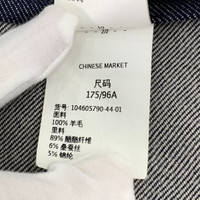 CHINESE MARKET
尺码
175/96A
货号: 104605790-44-01
面料
100% 羊毛
里料
89% 醋酯纤维
6% 桑蚕丝
5% 锦纶